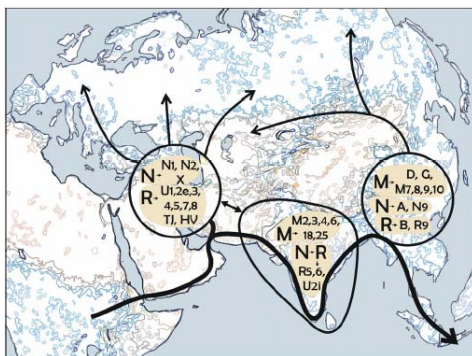 N→ N1, N2,
X
R→ U1,2e,3,
4,5,7,8
TJ, HV
M→ M2,3,4,6,
18,25
N→R
↓
R5,6,
U2i
M→ D, G,
M7,8,9,10
N→ A, N9
R→ B, R9